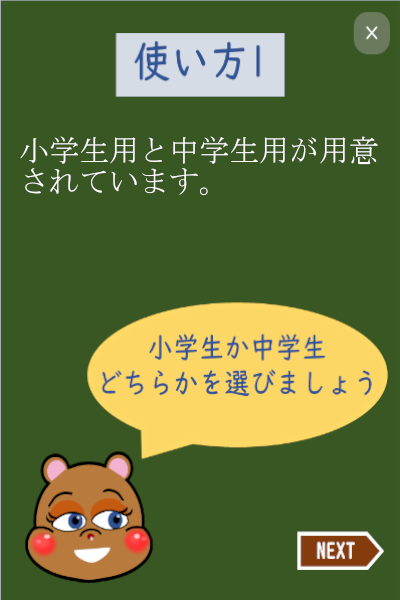 使い方1
×
小学生用と中学生用が用意
されています。
小学生か中学生
どちらかを選びましょう
NEXT